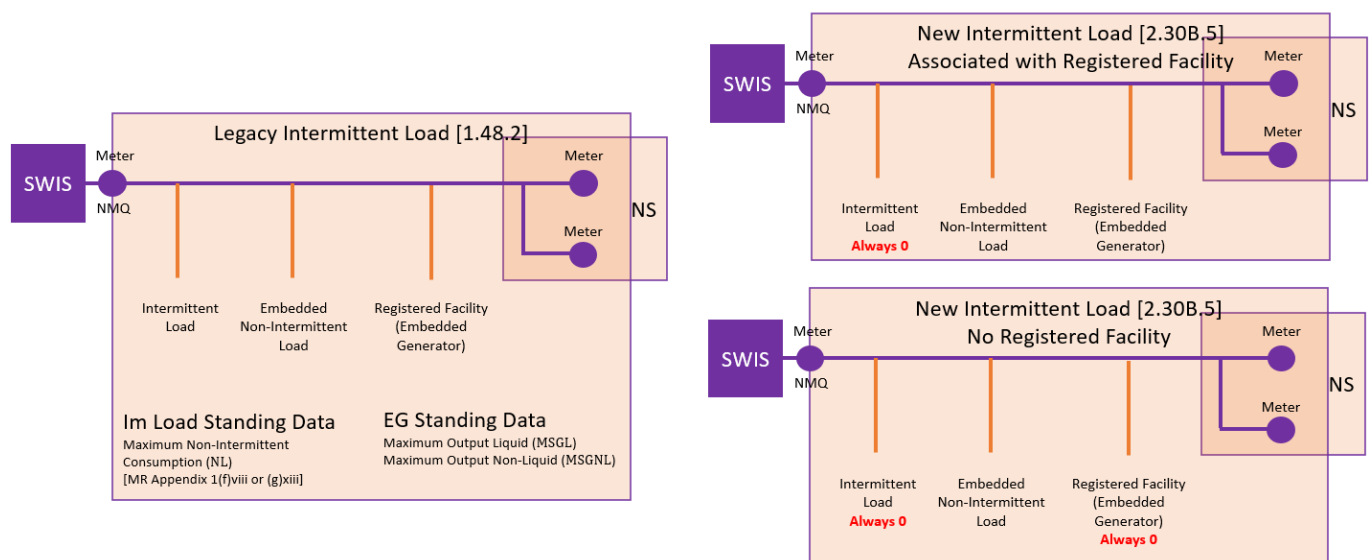 Legacy Intermittent Load [1.48.2]
SWIS
Meter
NMQ
Meter
Meter
NS
Intermittent
Load
Embedded
Non-Intermittent
Load
Registered Facility
(Embedded
Generator)
Im Load Standing Data
Maximum Non-Intermittent
Consumption (NL)
[MR Appendix 1(f)viii or (g)xiii]
EG Standing Data
Maximum Output Liquid (MSGL)
Maximum Output Non-Liquid (MSGNL)
New Intermittent Load [2.30B.5]
Associated with Registered Facility
SWIS
Meter
NMQ
Meter
Meter
NS
Intermittent
Load
Always 0
Embedded
Non-Intermittent
Load
Registered Facility
(Embedded
Generator)
New Intermittent Load [2.30B.5]
No Registered Facility
SWIS
Meter
NMQ
Meter
Meter
NS
Intermittent
Load
Always 0
Embedded
Non-Intermittent
Load
Registered Facility
(Embedded
Generator)
Always 0